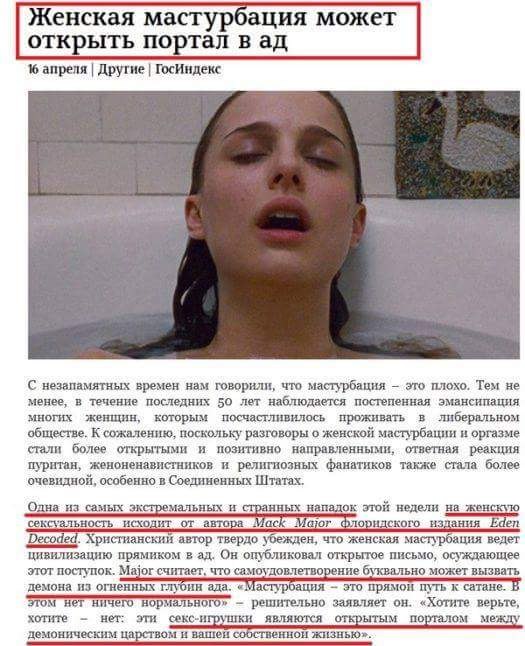 Женская мастурбация может
открыть портал в ад
16 апреля | Другие | ГосИндекс
С незапамятных времен нам говорили, что мастурбация – это плохо. Тем не
менее, в течение последних 50 лет наблюдается постепенная эмансипация
многих женщин, которым посчастливилось проживать в либеральном
обществе. К сожалению, поскольку разговоры о женской мастурбации и оргазме
стали более открытыми и позитивно направленными, ответная реакция
пуритан, женоненавистников и религиозных фанатиков также стала более
очевидной, особенно в Соединенных Штатах.
Одна из самых экстремальных и странных нападок этой недели на женскую
сексуальность исходит от автора Mack Major флоридского издания Eden
Decoded. Христианский автор твердо убежден, что женская мастурбация ведет
цивилизацию прямиком в ад. Он опубликовал открытое письмо, осуждающее
этот поступок. Major считает, что самоудовлетворение буквально может вызвать
демона из огненных глубин ада. «Мастурбация – это прямой путь к сатане. В
этом нет ничего нормального» – решительно заявляет он. «Хотите верьте,
хотите – нет: эти секс-игрушки являются открытым порталом между
демоническим царством и вашей собственной жизнью».